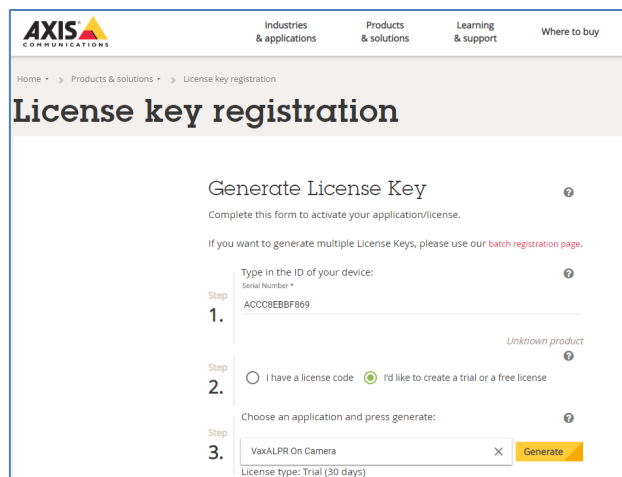 AXIS
COMMUNICATIONS
Industries & applications
Products & solutions
Learning & support
Where to buy
Home
Products & solutions
License key registration
License key registration
Generate License Key
Complete this form to activate your application/license.
If you want to generate multiple License Keys, please use our batch registration page.
Step 1.
Type in the ID of your device:
Serial Number *
ACCC8EBBF869
Unknown product
Step 2.
I have a license code
I'd like to create a trial or a free license
Step 3.
Choose an application and press generate:
VaxALPR On Camera
Generate
License type: Trial (30 days)